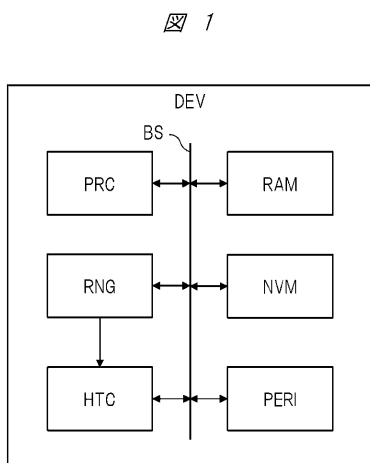 図 1
DEV
BS
PRC
RAM
RNG
NVM
HTC
PERI